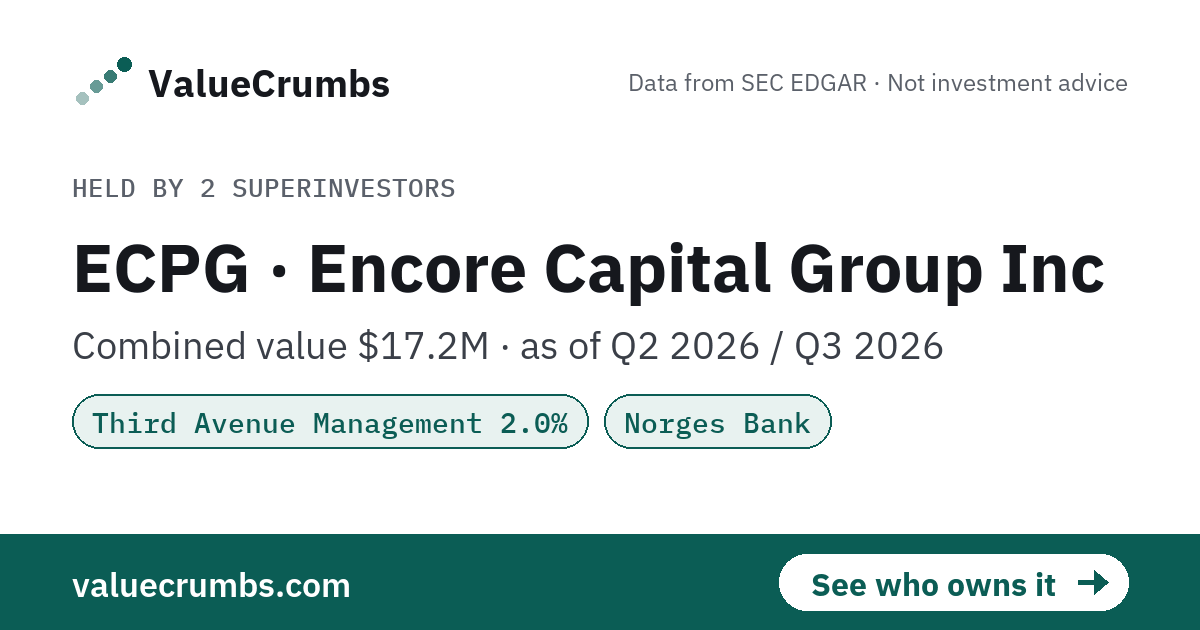 ValueCrumbs
Data from SEC EDGAR · Not investment advice
HELD BY 2 SUPERINVESTORS
ECPG · Encore Capital Group Inc
Combined value $17.2M · as of Q2 2026 / Q3 2026
Third Avenue Management 2.0%
Norges Bank
valuecrumbs.com
See who owns it →